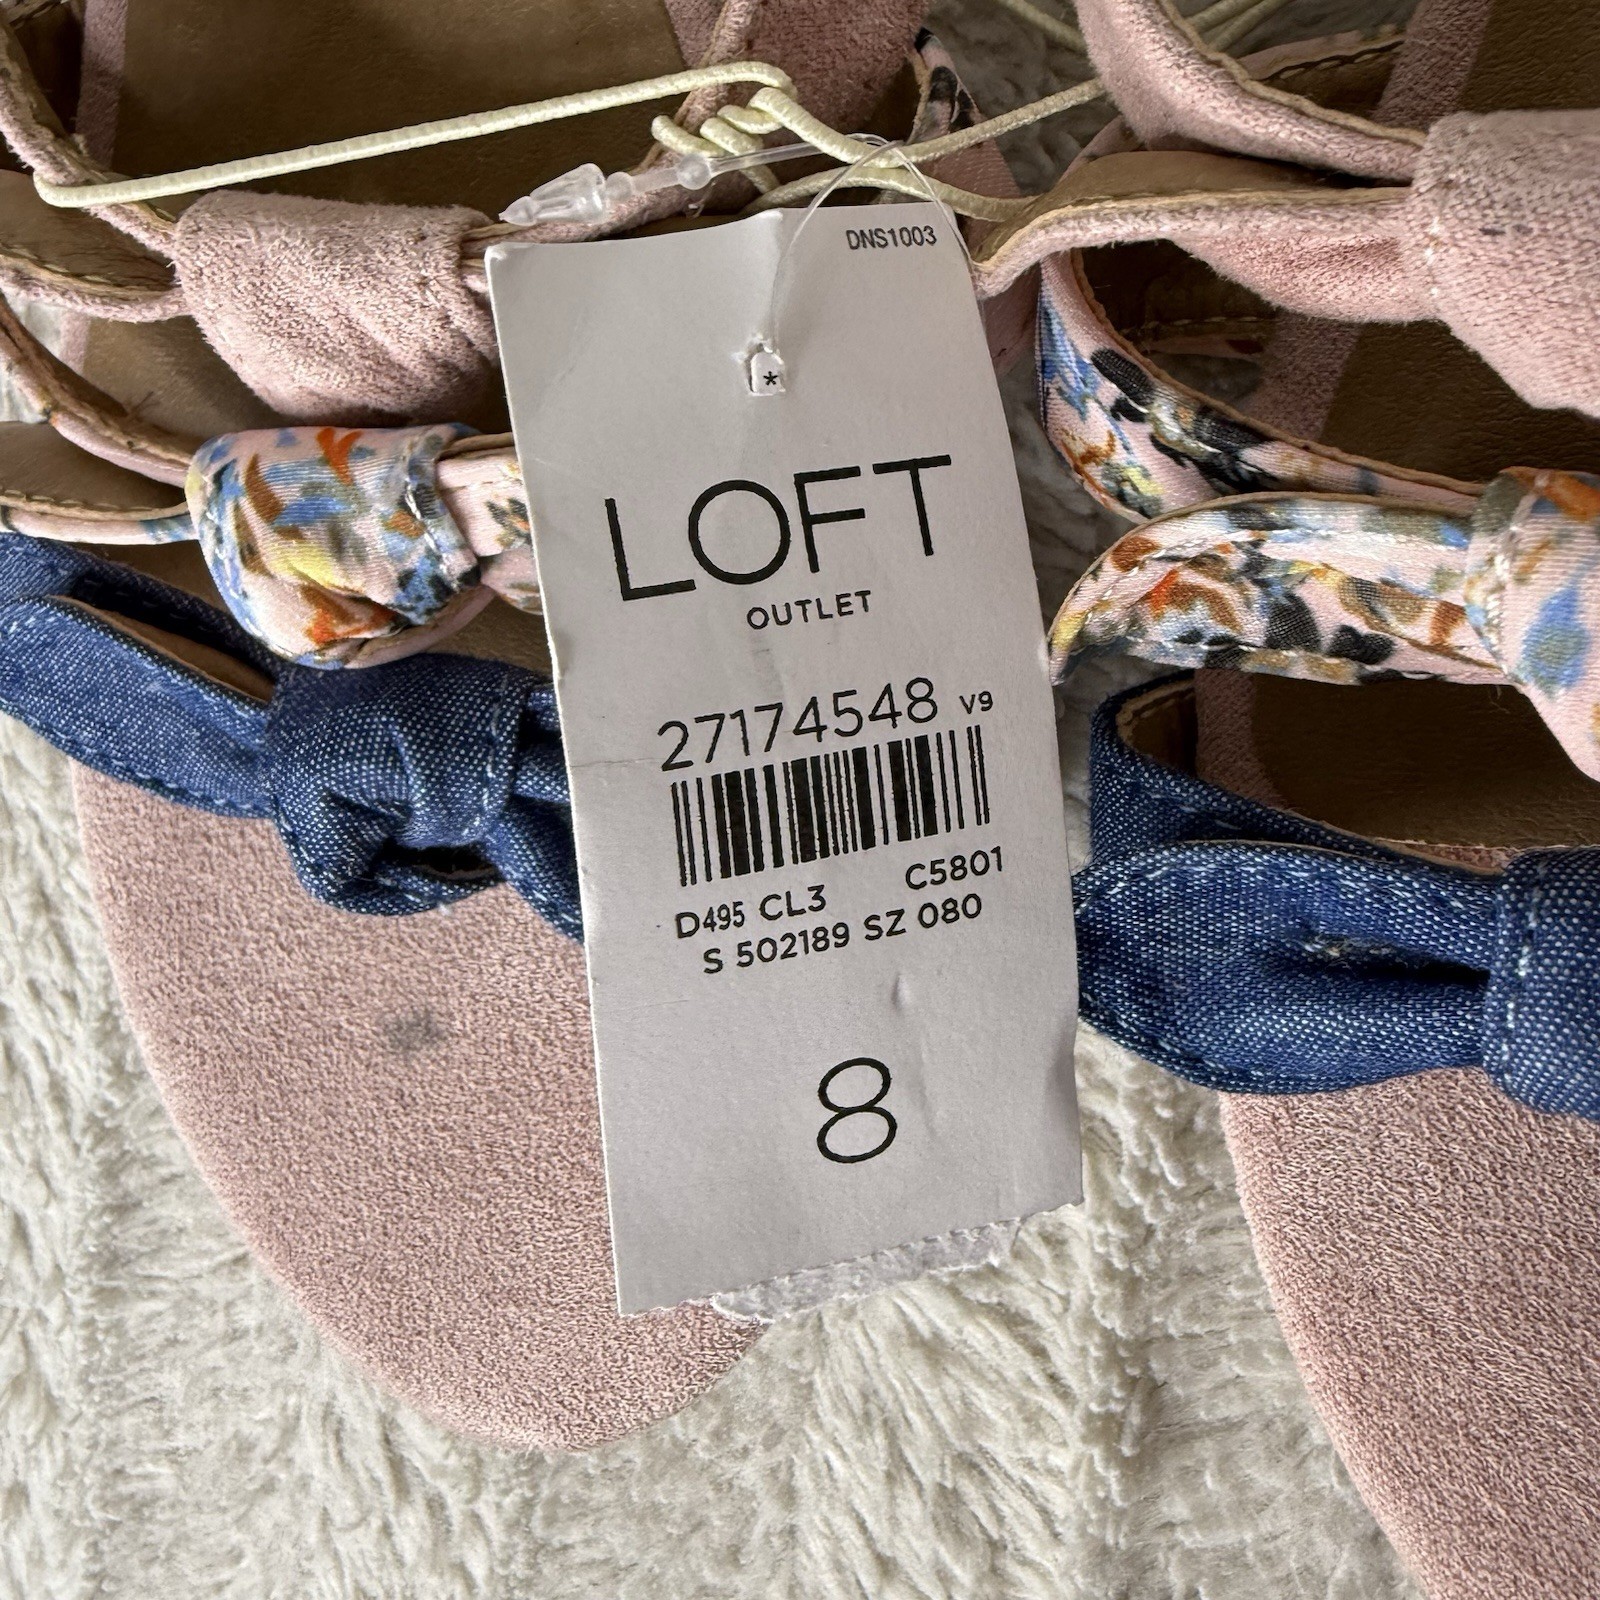 DNS1003
*
LOFT
OUTLET
27174548 V9
D495 CL3 C5801
S 502189 SZ 080
8